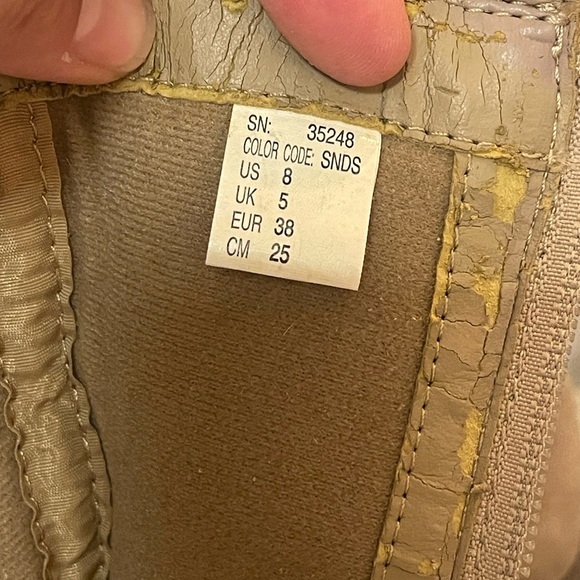 SN: 35248
COLOR CODE: SNDS
US 8
UK 5
EUR 38
CM 25